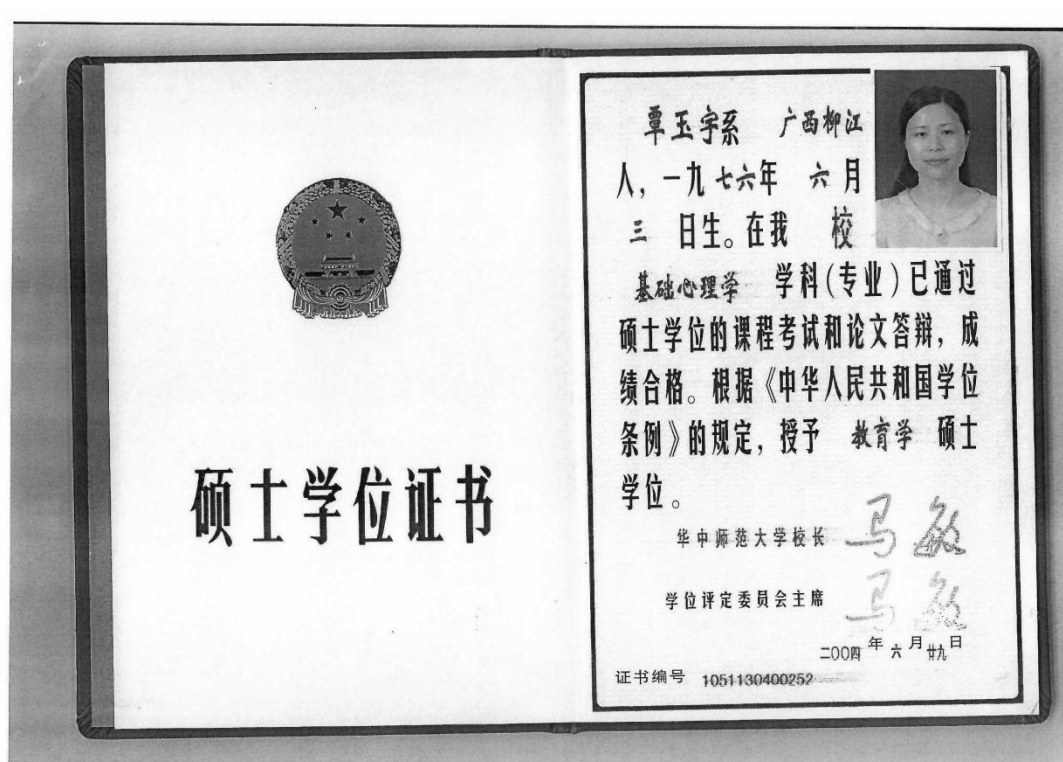 硕士学位证书
覃玉宇系 广西柳江
人，一九七六年 六月
三 日生。在我 校
基础心理学 学科(专业)已通过
硕士学位的课程考试和论文答辩，成
绩合格。根据《中华人民共和国学位
条例》的规定，授予 教育学 硕士
学位。
华中师范大学校长 马敏
学位评定委员会主席 马敏
二〇〇四年六月廿九日
证书编号 1051130400252